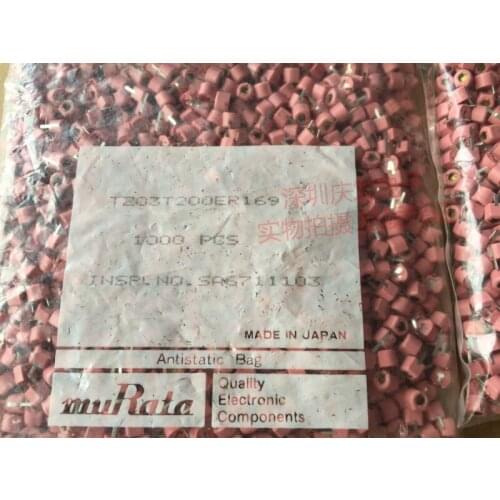 TZ03T200ER169
1000 PCS
INSP.NO.SA6711103
深圳庆
实物拍摄
MADE IN JAPAN
Antistatic Bag
muRata
Quality
Electronic
Components